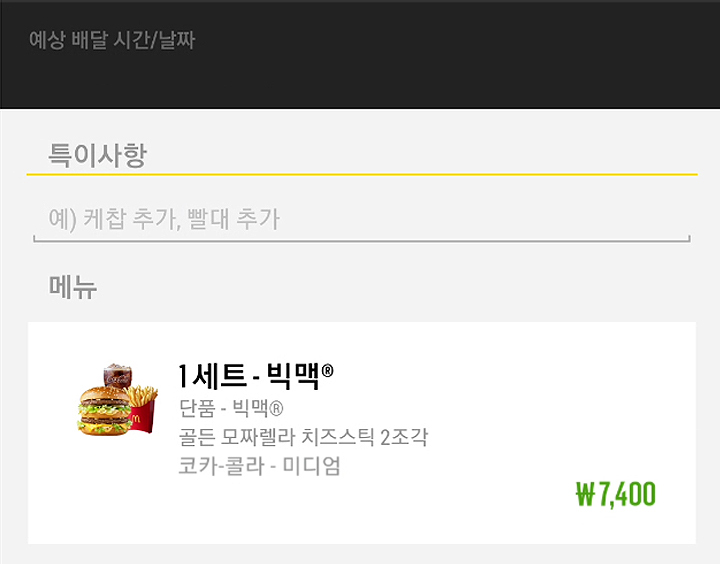 예상 배달 시간/날짜
특이사항
예) 케찹 추가, 빨대 추가
메뉴
1 세트 - 빅맥®
단품 - 빅맥®
골든 모짜렐라 치즈스틱 2조각
코카-콜라 - 미디엄
₩7,400